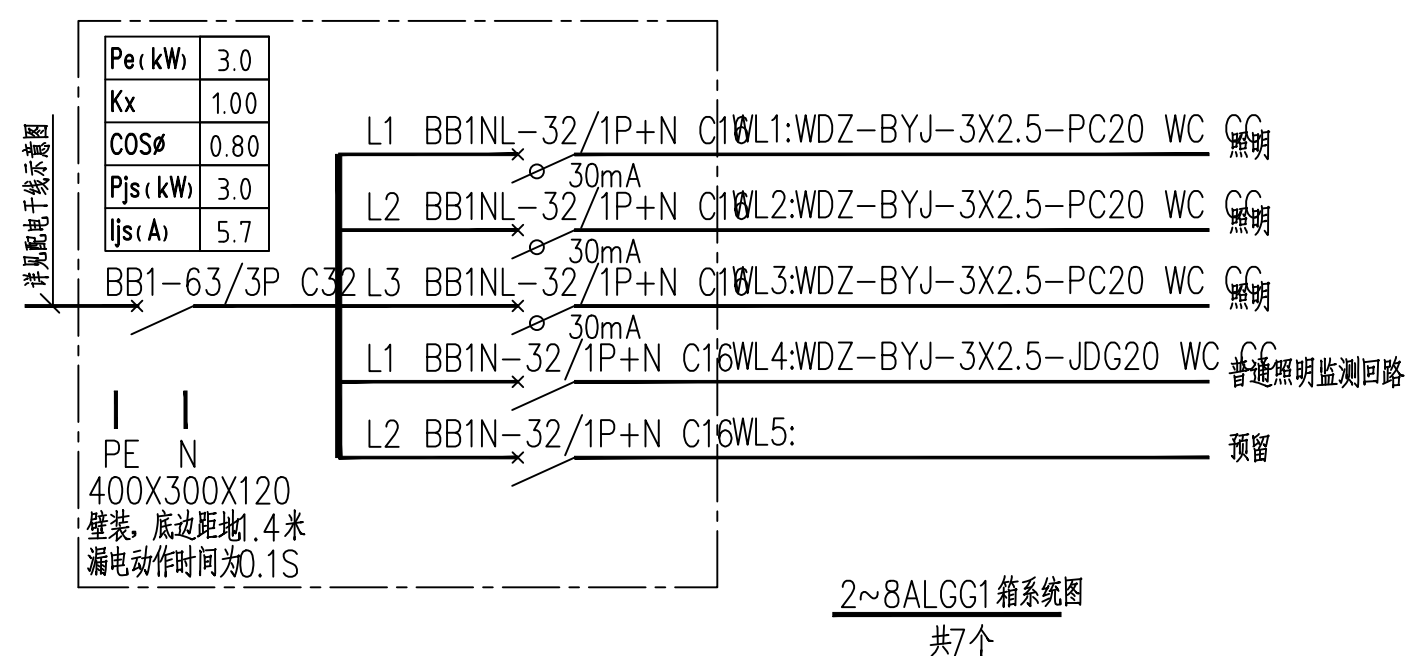 Pe(kW) 3.0
Kx 1.00
COSø 0.80
Pjs(kW) 3.0
Ijs(A) 5.7
详见配电干线示意图
BB1-63/3P C32
L1 BB1NL-32/1P+N C16 WL1:WDZ-BYJ-3X2.5-PC20 WC CC 照明
30mA
L2 BB1NL-32/1P+N C16 WL2:WDZ-BYJ-3X2.5-PC20 WC CC 照明
30mA
L3 BB1NL-32/1P+N C16 WL3:WDZ-BYJ-3X2.5-PC20 WC CC 照明
30mA
L1 BB1N-32/1P+N C16 WL4:WDZ-BYJ-3X2.5-JDG20 WC CC 普通照明监测回路
L2 BB1N-32/1P+N C16 WL5: 预留
PE N
400X300X120
壁装，底边距地1.4米
漏电动作时间为0.1S
2~8ALGG1箱系统图
共7个